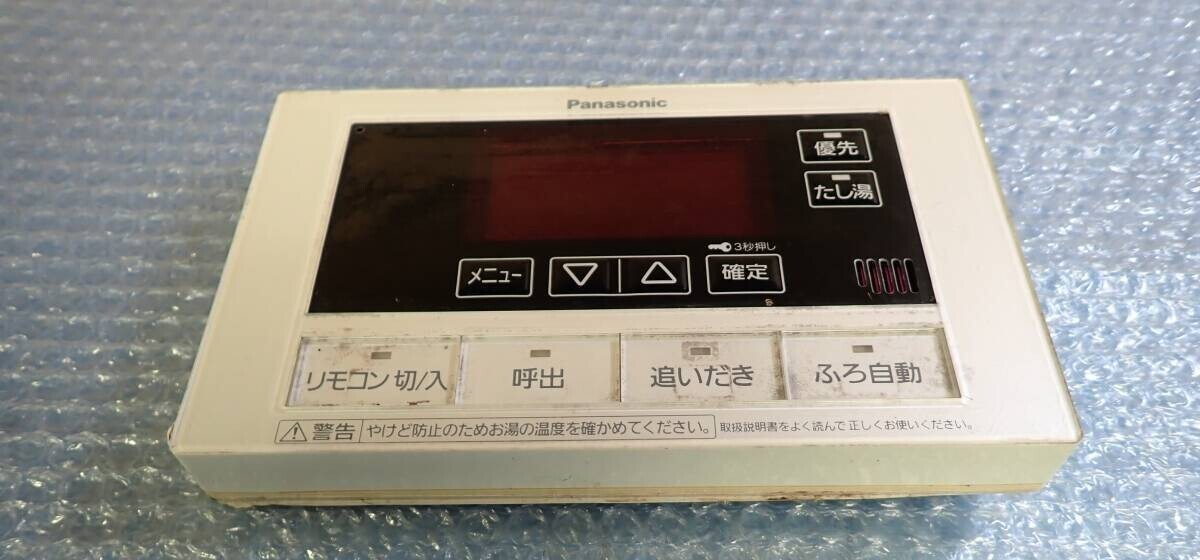 Panasonic
優先
たし湯
3秒押し
メニュー ▽ △ 確定
リモコン 切/入 呼出 追いだき ふろ自動
警告 やけど防止のためお湯の温度を確かめてください。 取扱説明書をよく読んで正しくお使いください。